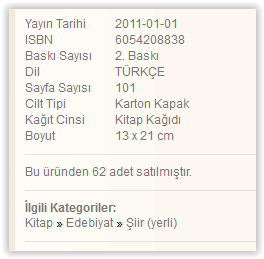 Yayın Tarihi 2011-01-01
ISBN 6054208838
Baskı Sayısı 2. Baskı
Dil TÜRKÇE
Sayfa Sayısı 101
Cilt Tipi Karton Kapak
Kağıt Cinsi Kitap Kağıdı
Boyut 13 x 21 cm
Bu üründen 62 adet satılmıştır.
İlgili Kategoriler:
Kitap » Edebiyat » Şiir (yerli)